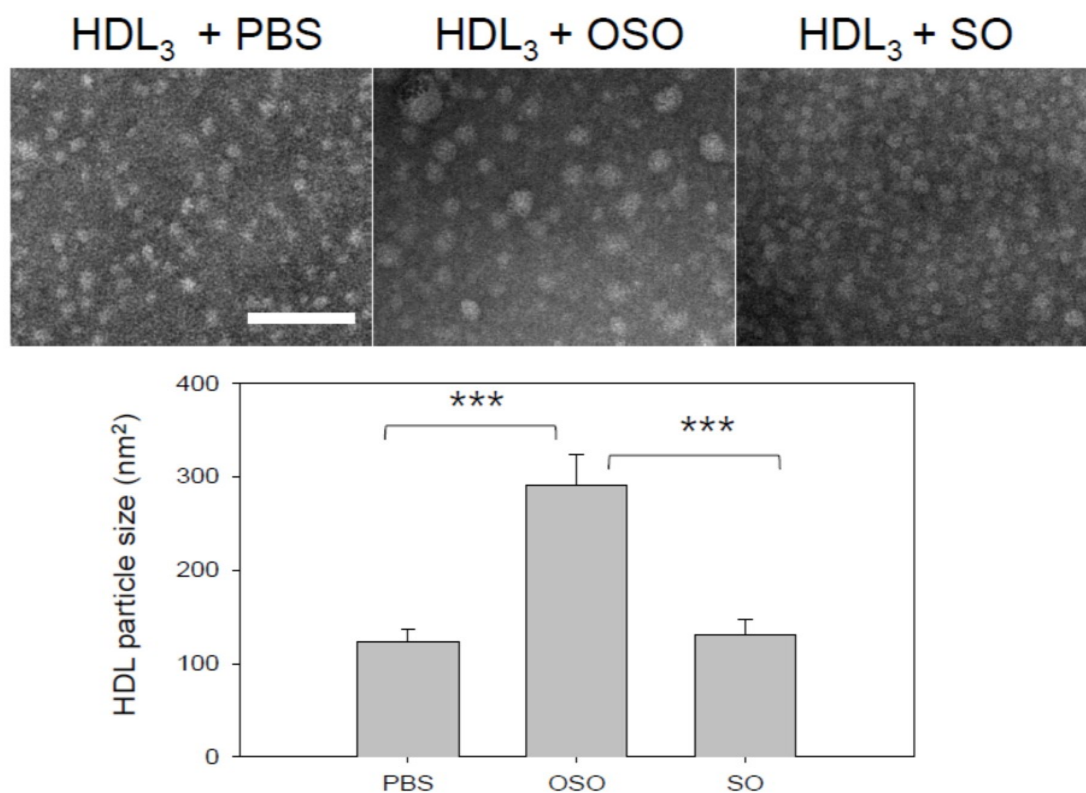 HDL₃ + PBS
HDL₃ + OSO
HDL₃ + SO
HDL particle size (nm²)
400
300
200
100
0
***
***
PBS
OSO
SO